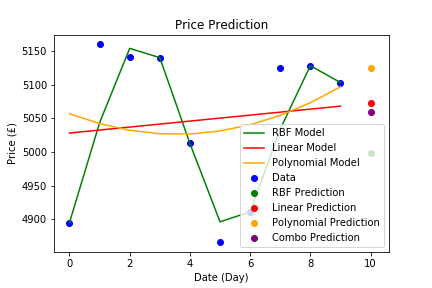 Price Prediction
Price (£)
5150
5100
5050
5000
4950
4900
RBF Model
Linear Model
Polynomial Model
Data
RBF Prediction
Linear Prediction
Polynomial Prediction
Combo Prediction
0
2
4
6
8
10
Date (Day)